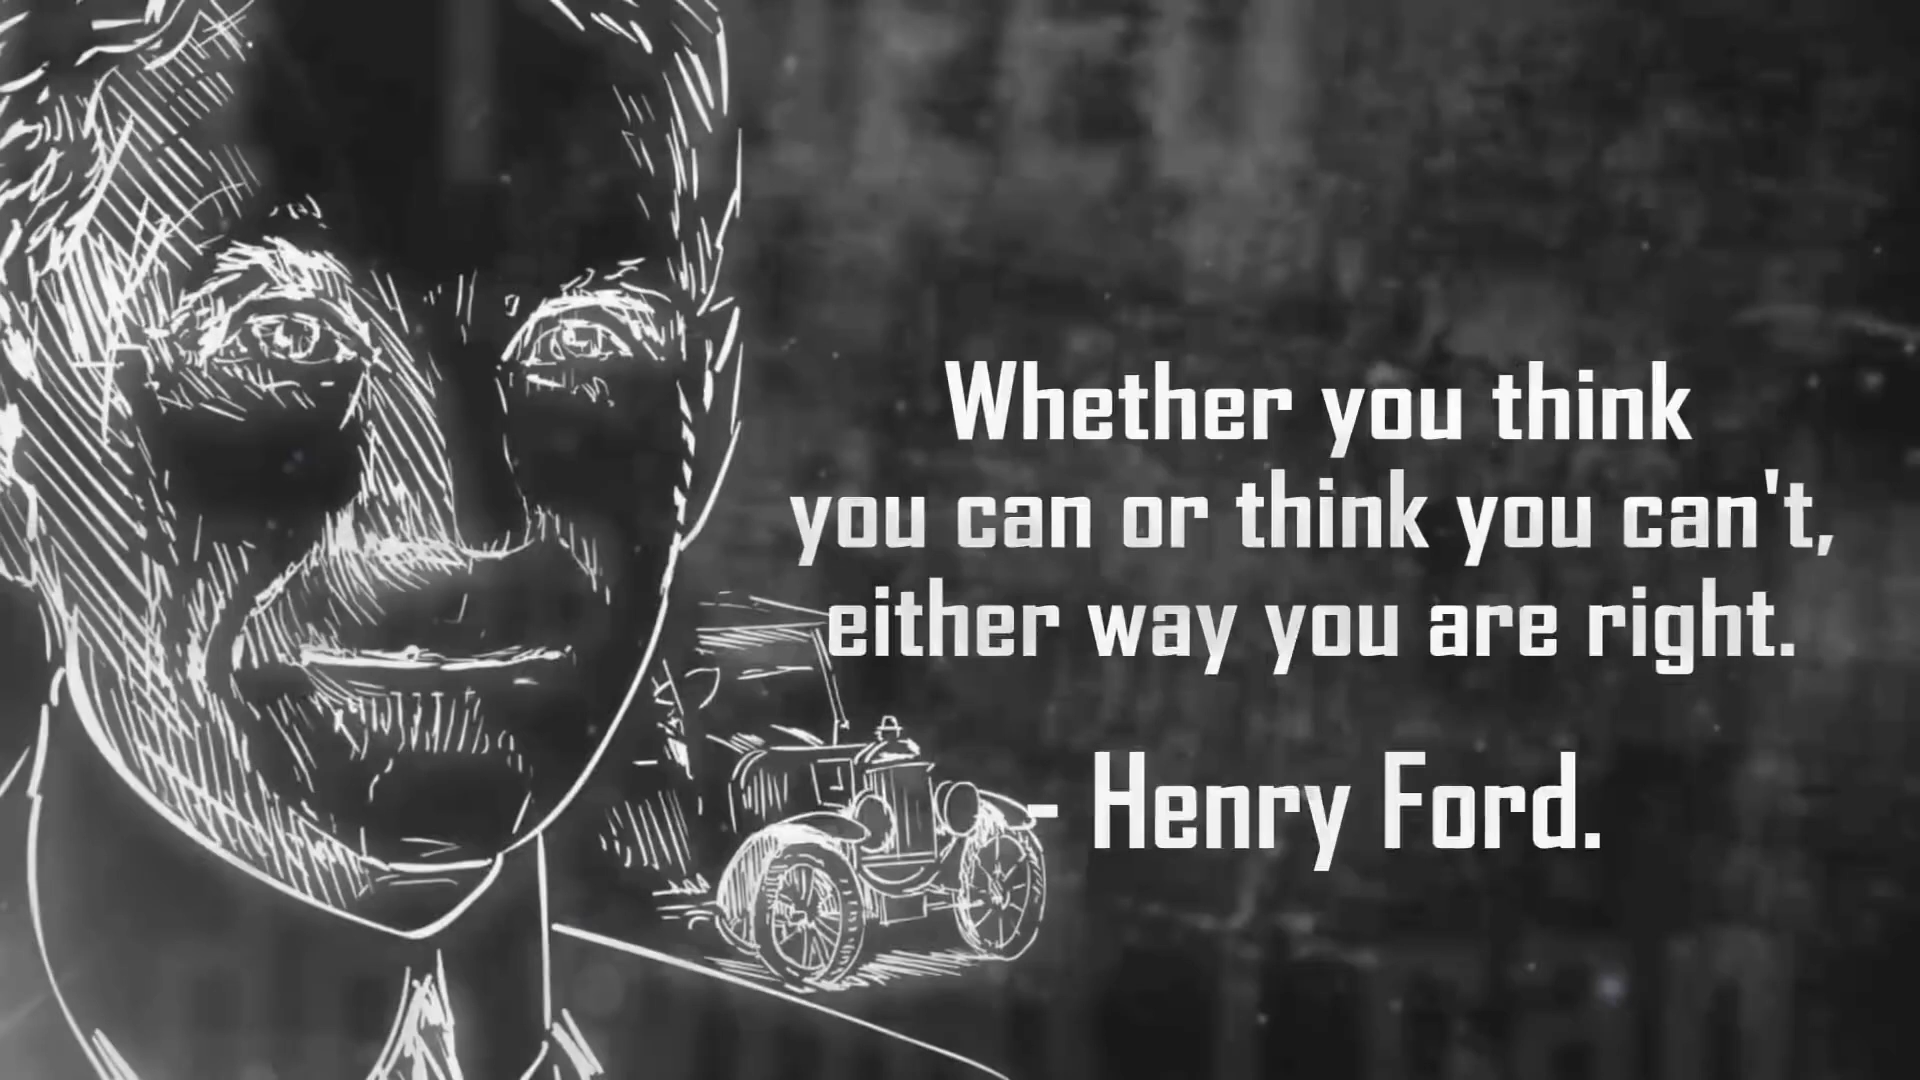 Whether you think
you can or think you can't,
either way you are right.
- Henry Ford.